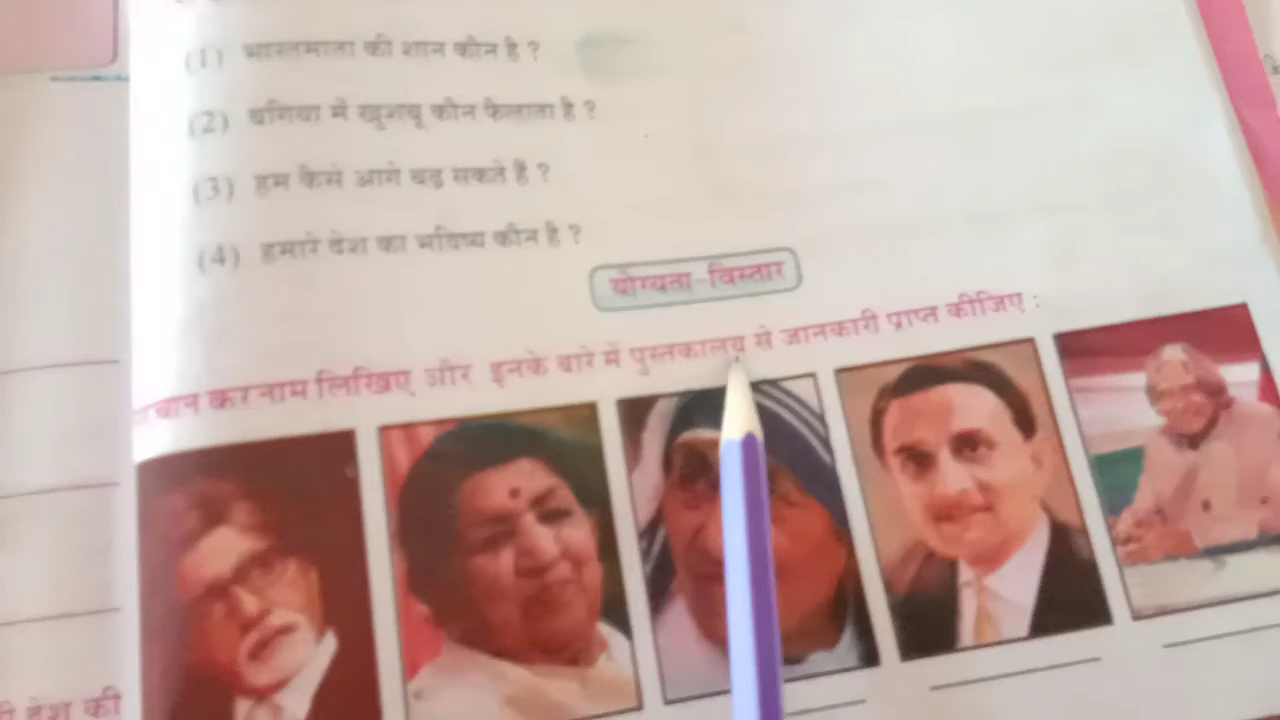 (1) भारतमाता की शान कौन है ?
(2) बगिया में खुशबू कौन फैलाता है ?
(3) हम कैसे आगे बढ़ सकते हैं ?
(4) हमारे देश का भविष्य कौन है ?
योग्यता-विस्तार
चान कर नाम लिखिए और इनके बारे में पुस्तकालय से जानकारी प्राप्त कीजिए :
देश की